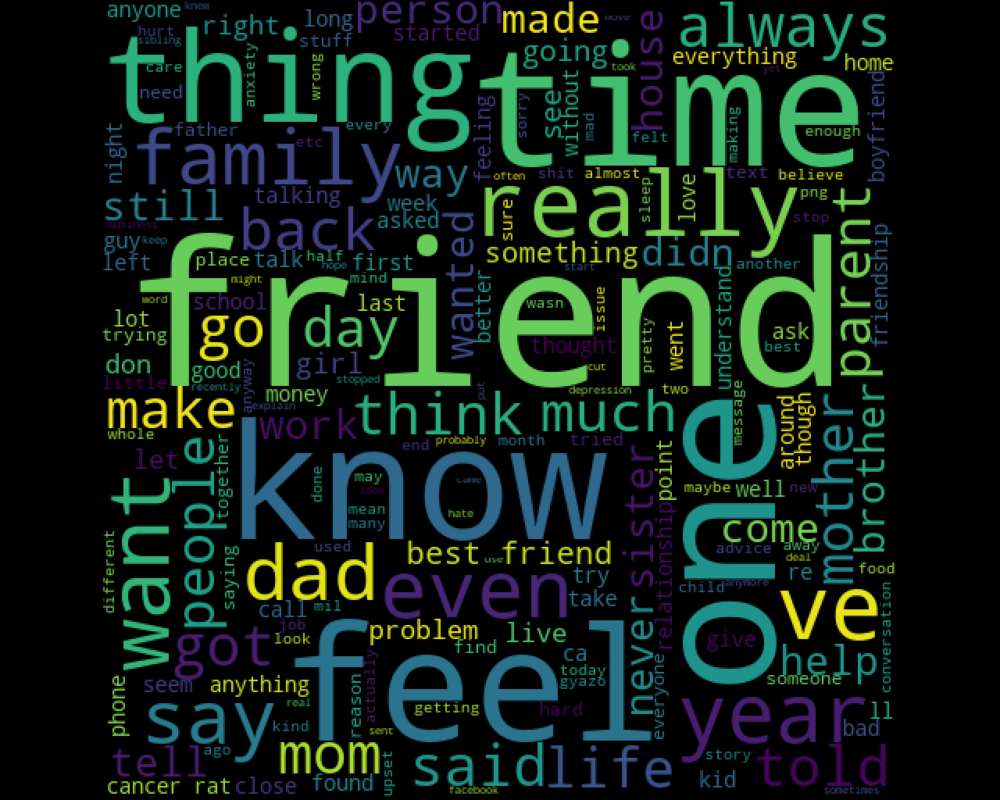 anyone
knew
person
made
move
always
right
long
hurt
sibling
stuff
started
going
house
everything
home
thing
time
care
need
anxiety
wrong
took
see
without
sorry
mad
felt
making
enough
boyfriend
night
father
every
etc
feeling
family
way
often
shit
almost
text
believe
talking
really
sleep
love
png
stop
still
week
asked
sure
parent
business
back
wanted
guy
keep
something
didn
left
place
talk
half
hope
first
start
another
friendship
might
mind
better
understand
friend
word
school
last
wasn
issue
lot
trying
go
day
thought
pretty
went
ask
best
don
good
girl
cut
little
recently
stopped
put
depression
two
anyway
money
make
explain
think
much
message
around
though
whole
work
end
probably
month
tried
let
people
together
know
done
may
idea
came
mean
many
hate
sister
point
relationship
one
maybe
well
new
mother
brother
come
want
different
saying
used
best friend
use
advice
away
deal
dad
even
try
take
re
food
child
anymore
ve
conversation
call
mil
job
got
look
problem
live
find
never
give
help
feel
ca
today
gyazo
someone
seem
anything
reason
actually
everyone
phone
real
getting
hard
year
ll
say
kind
sent
bad
ago
tell
mom
said
life
story
told
upset
kid
cancer rat
close
found
facebook
sometimes
yet